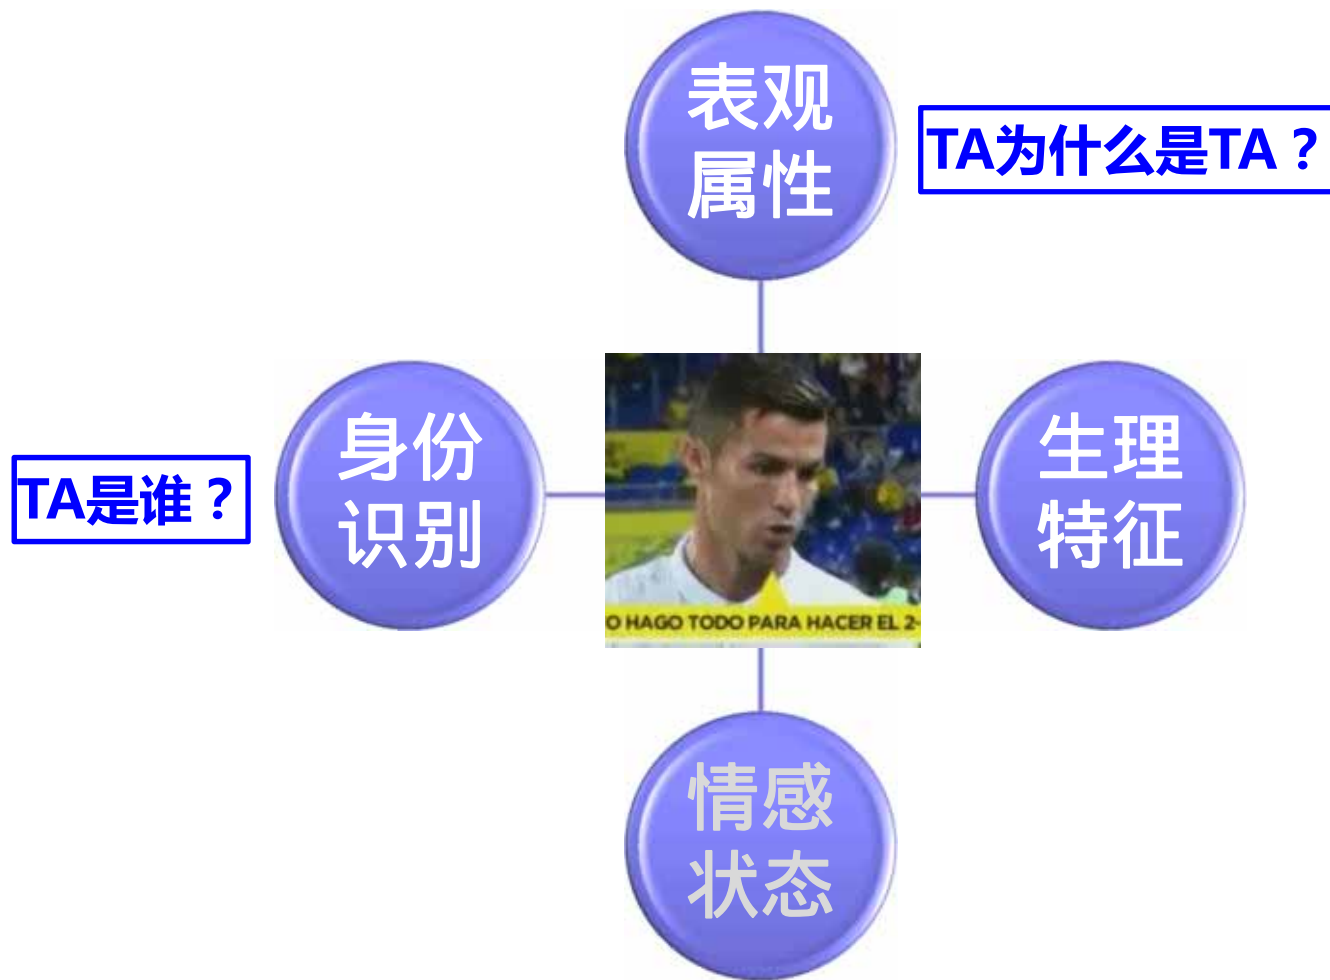 表观
属性
TA为什么是TA？
身份
识别
TA是谁？
生理
特征
O HAGO TODO PARA HACER EL 2-
情感
状态